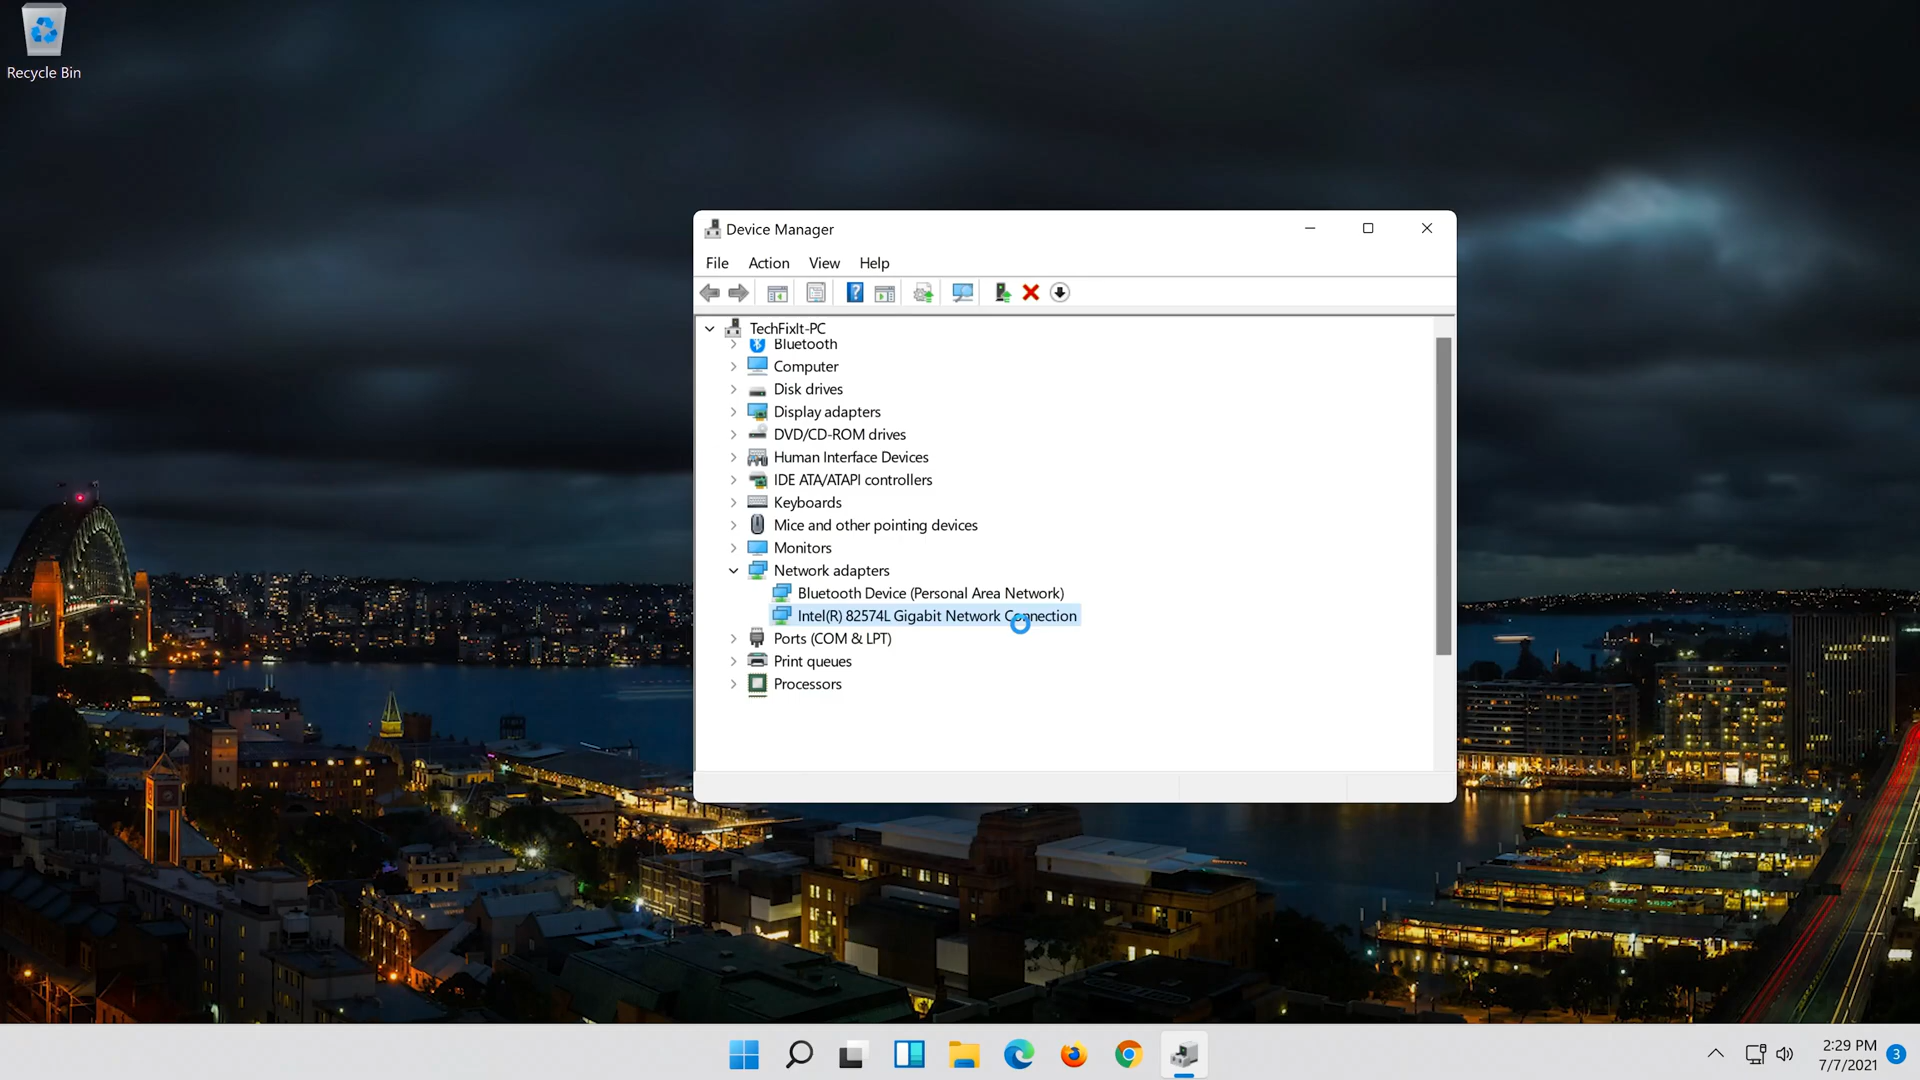 Recycle Bin
Device Manager
File Action View Help
TechFixIt-PC
Bluetooth
Computer
Disk drives
Display adapters
DVD/CD-ROM drives
Human Interface Devices
IDE ATA/ATAPI controllers
Keyboards
Mice and other pointing devices
Monitors
Network adapters
Bluetooth Device (Personal Area Network)
Intel(R) 82574L Gigabit Network Connection
Ports (COM & LPT)
Print queues
Processors
2:29 PM
7/7/2021
3